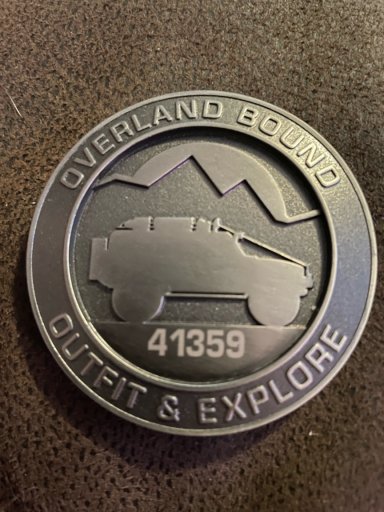 OVERLAND BOUND
41359
OUTFIT & EXPLORE